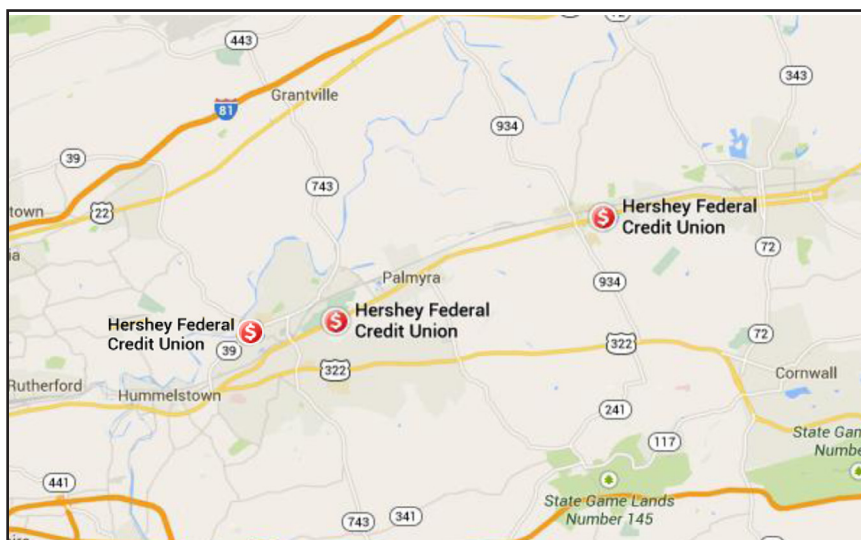 72
443
343
Grantville
81
934
39
743
22
town
Hershey Federal
Credit Union
ia
72
Palmyra
934
Hershey Federal
Credit Union
Hershey Federal
Credit Union
39
322
72
322
Rutherford
Cornwall
Hummelstown
241
State Gam
Numbe
117
441
State Game Lands
Number 145
743
341